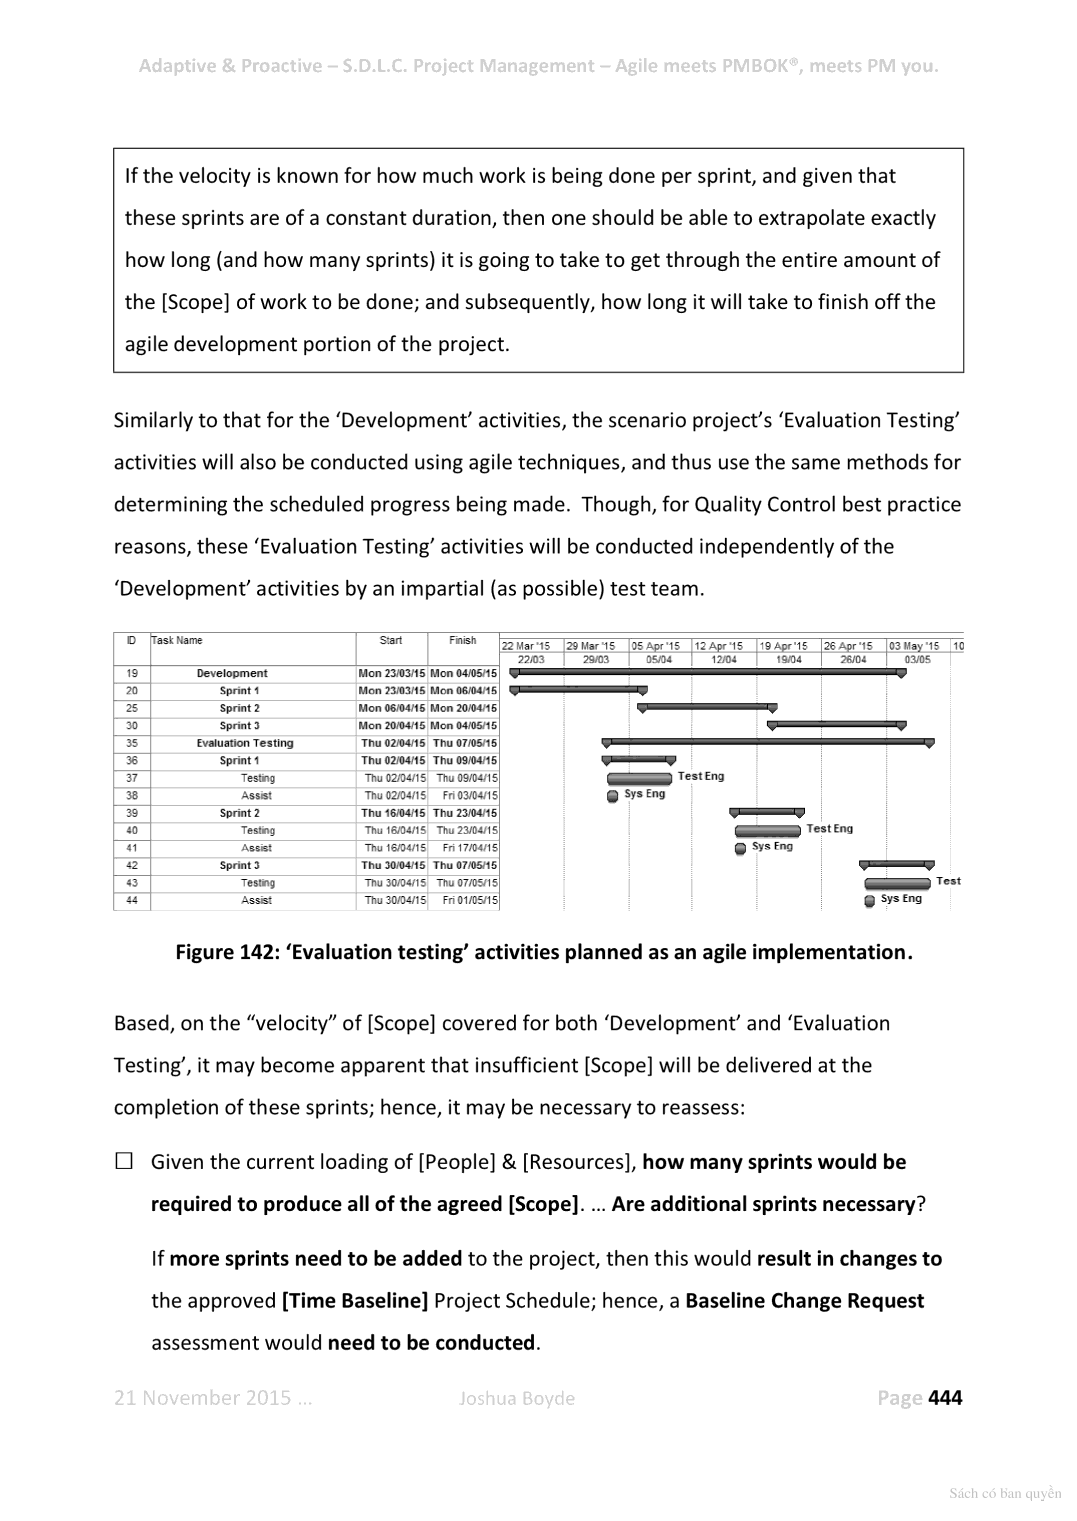 Adaptive & Proactive – S.D.L.C. Project Management – Agile meets PMBOK®, meets PM you.
If the velocity is known for how much work is being done per sprint, and given that
these sprints are of a constant duration, then one should be able to extrapolate exactly
how long (and how many sprints) it is going to take to get through the entire amount of
the [Scope] of work to be done; and subsequently, how long it will take to finish off the
agile development portion of the project.
Similarly to that for the ‘Development’ activities, the scenario project’s ‘Evaluation Testing’
activities will also be conducted using agile techniques, and thus use the same methods for
determining the scheduled progress being made.  Though, for Quality Control best practice
reasons, these ‘Evaluation Testing’ activities will be conducted independently of the
‘Development’ activities by an impartial (as possible) test team.
ID Task Name Start Finish 22 Mar '15 29 Mar '15 05 Apr '15 12 Apr '15 19 Apr '15 26 Apr '15 03 May '15 10
22/03 29/03 05/04 12/04 19/04 26/04 03/05
19 Development Mon 23/03/15 Mon 04/05/15
20 Sprint 1 Mon 23/03/15 Mon 06/04/15
25 Sprint 2 Mon 06/04/15 Mon 20/04/15
30 Sprint 3 Mon 20/04/15 Mon 04/05/15
35 Evaluation Testing Thu 02/04/15 Thu 07/05/15
36 Sprint 1 Thu 02/04/15 Thu 09/04/15
37 Testing Thu 02/04/15 Thu 09/04/15 Test Eng
38 Assist Thu 02/04/15 Fri 03/04/15 Sys Eng
39 Sprint 2 Thu 16/04/15 Thu 23/04/15
40 Testing Thu 16/04/15 Thu 23/04/15 Test Eng
41 Assist Thu 16/04/15 Fri 17/04/15 Sys Eng
42 Sprint 3 Thu 30/04/15 Thu 07/05/15
43 Testing Thu 30/04/15 Thu 07/05/15 Test
44 Assist Thu 30/04/15 Fri 01/05/15 Sys Eng
Figure 142: ‘Evaluation testing’ activities planned as an agile implementation.
Based, on the “velocity” of [Scope] covered for both ‘Development’ and ‘Evaluation
Testing’, it may become apparent that insufficient [Scope] will be delivered at the
completion of these sprints; hence, it may be necessary to reassess:
☐ Given the current loading of [People] & [Resources], how many sprints would be
required to produce all of the agreed [Scope]. … Are additional sprints necessary?
If more sprints need to be added to the project, then this would result in changes to
the approved [Time Baseline] Project Schedule; hence, a Baseline Change Request
assessment would need to be conducted.
21 November 2015 … Joshua Boyde Page 444
Sách có bản quyền